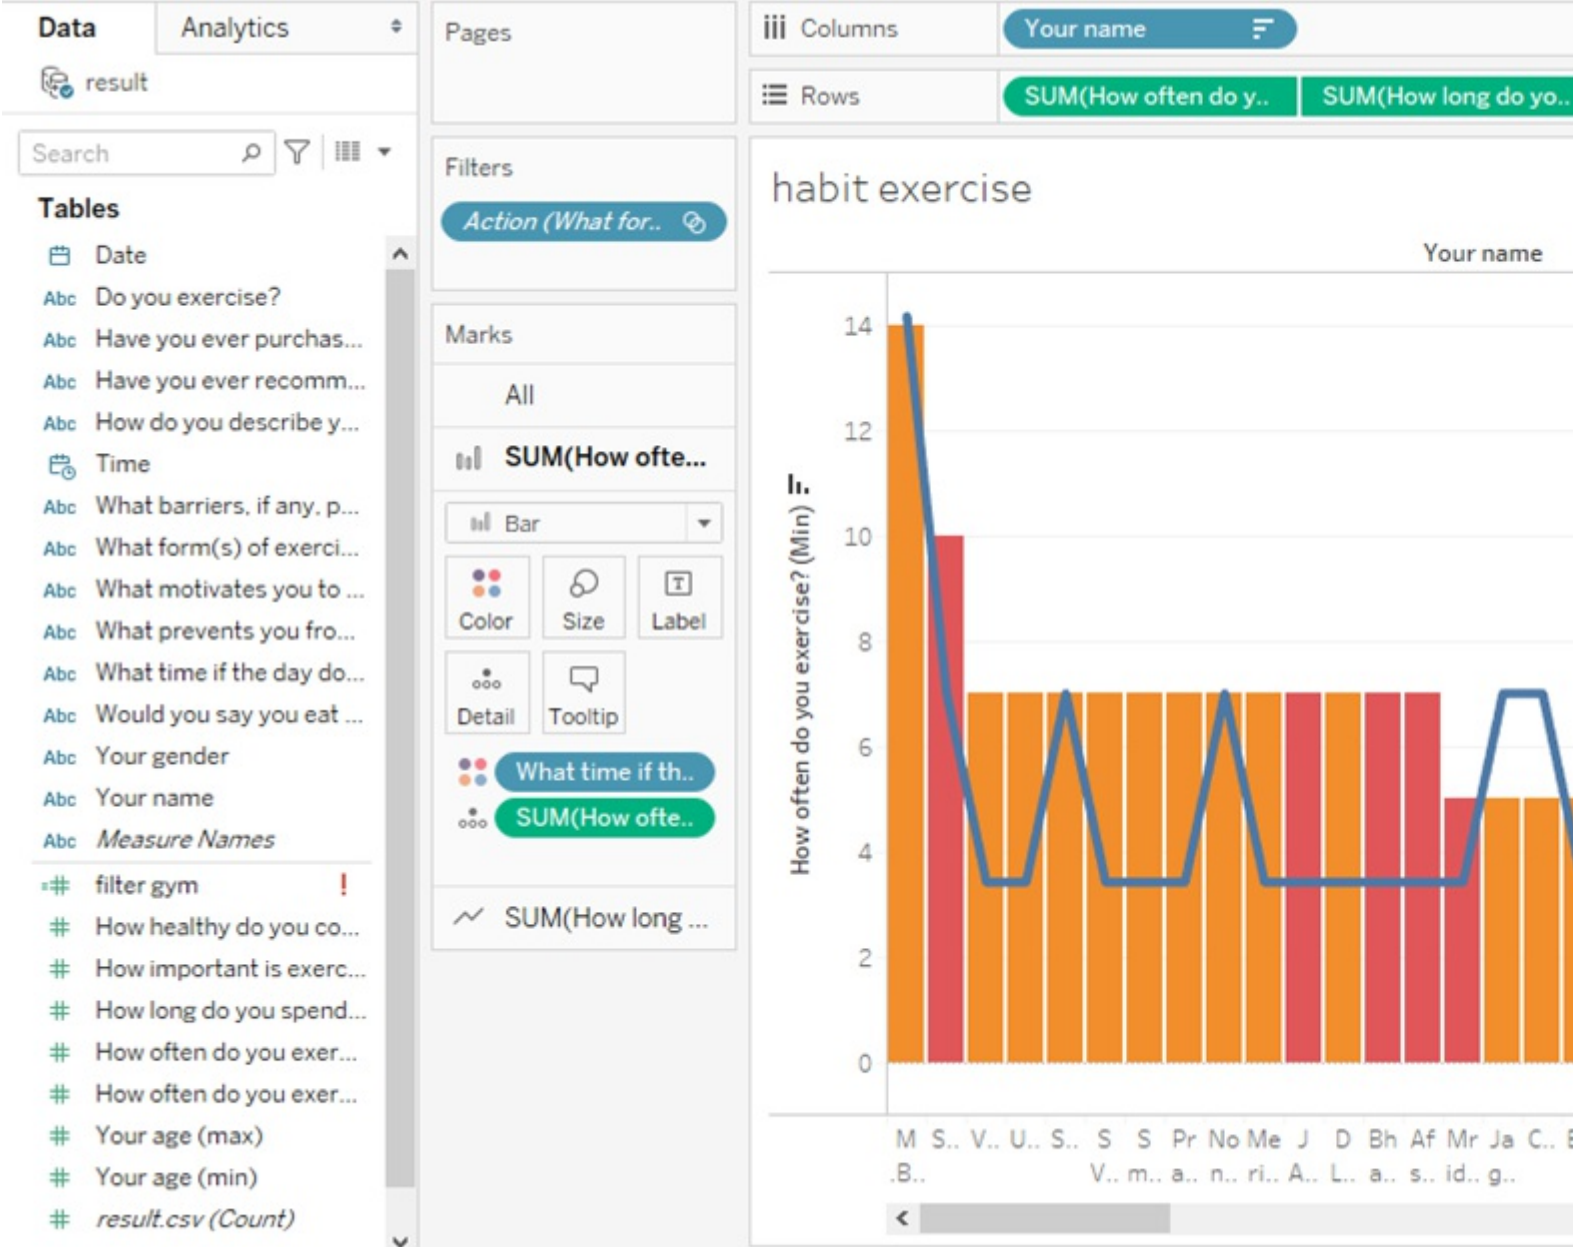 Data
Analytics
result
Search
Tables
Date
Abc Do you exercise?
Abc Have you ever purchas...
Abc Have you ever recomm...
Abc How do you describe y...
Time
Abc What barriers, if any, p...
Abc What form(s) of exerci...
Abc What motivates you to ...
Abc What prevents you fro...
Abc What time if the day do...
Abc Would you say you eat ...
Abc Your gender
Abc Your name
Abc Measure Names
=# filter gym !
# How healthy do you co...
# How important is exerc...
# How long do you spend...
# How often do you exer...
# How often do you exer...
# Your age (max)
# Your age (min)
# result.csv (Count)
Pages
Filters
Action (What for..
Marks
All
SUM(How ofte...
Bar
Color
Size
Label
Detail
Tooltip
What time if th..
SUM(How ofte..
SUM(How long ...
Columns
Your name
Rows
SUM(How often do y..
SUM(How long do yo..
habit exercise
Your name
How often do you exercise? (Min)
14
12
10
8
6
4
2
0
M S.. V.. U.. S.. S S Pr No Me J D Bh Af Mr Ja C..
.B.. V.. m.. a.. n.. ri.. A.. L.. a.. s.. id.. g..